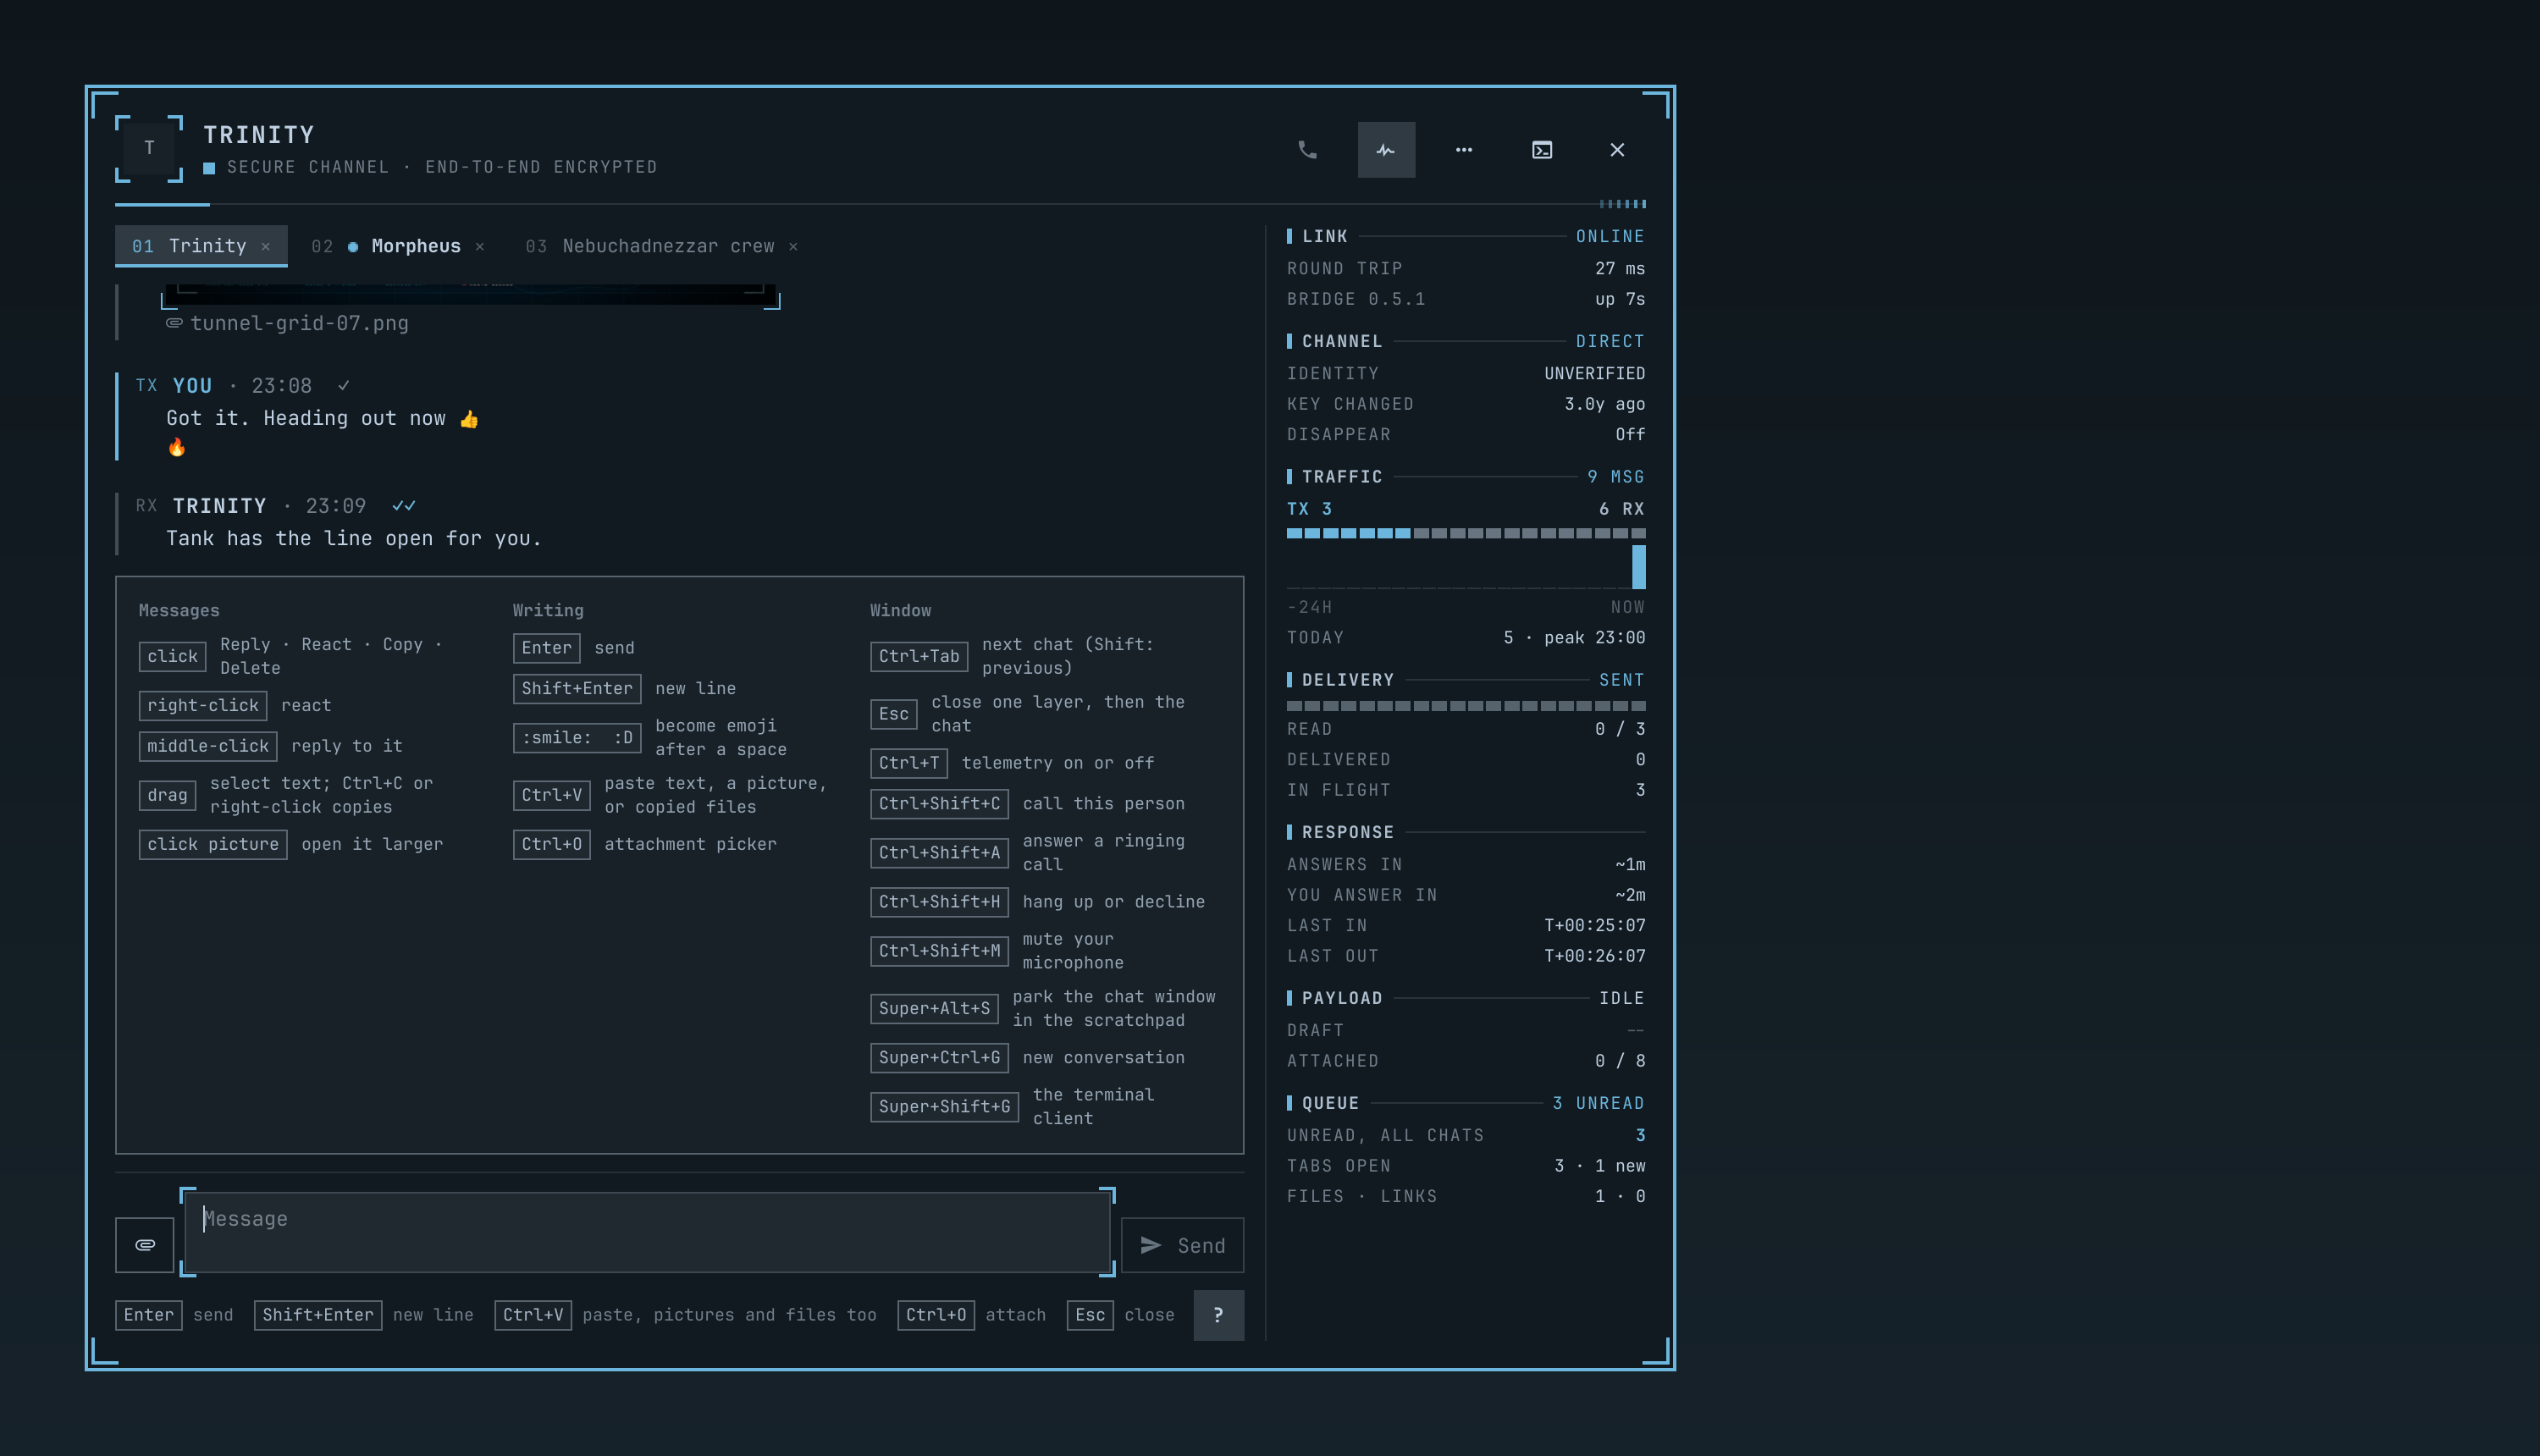 T
TRINITY
SECURE CHANNEL · END-TO-END ENCRYPTED
01 Trinity ×
02 Morpheus ×
03 Nebuchadnezzar crew ×
tunnel-grid-07.png
TX YOU · 23:08
Got it. Heading out now 👍
🔥
RX TRINITY · 23:09
Tank has the line open for you.
Messages
click Reply · React · Copy ·
Delete
right-click react
middle-click reply to it
drag select text; Ctrl+C or
right-click copies
click picture open it larger
Writing
Enter send
Shift+Enter new line
:smile: :D become emoji
after a space
Ctrl+V paste text, a picture,
or copied files
Ctrl+O attachment picker
Window
Ctrl+Tab next chat (Shift:
previous)
Esc close one layer, then the
chat
Ctrl+T telemetry on or off
Ctrl+Shift+C call this person
Ctrl+Shift+A answer a ringing
call
Ctrl+Shift+H hang up or decline
Ctrl+Shift+M mute your
microphone
Super+Alt+S park the chat window
in the scratchpad
Super+Ctrl+G new conversation
Super+Shift+G the terminal
client
Message
Send
Enter send Shift+Enter new line Ctrl+V paste, pictures and files too Ctrl+O attach Esc close ?
LINK ONLINE
ROUND TRIP 27 ms
BRIDGE 0.5.1 up 7s
CHANNEL DIRECT
IDENTITY UNVERIFIED
KEY CHANGED 3.0y ago
DISAPPEAR Off
TRAFFIC 9 MSG
TX 3 6 RX
-24H NOW
TODAY 5 · peak 23:00
DELIVERY SENT
READ 0 / 3
DELIVERED 0
IN FLIGHT 3
RESPONSE
ANSWERS IN ~1m
YOU ANSWER IN ~2m
LAST IN T+00:25:07
LAST OUT T+00:26:07
PAYLOAD IDLE
DRAFT --
ATTACHED 0 / 8
QUEUE 3 UNREAD
UNREAD, ALL CHATS 3
TABS OPEN 3 · 1 new
FILES · LINKS 1 · 0